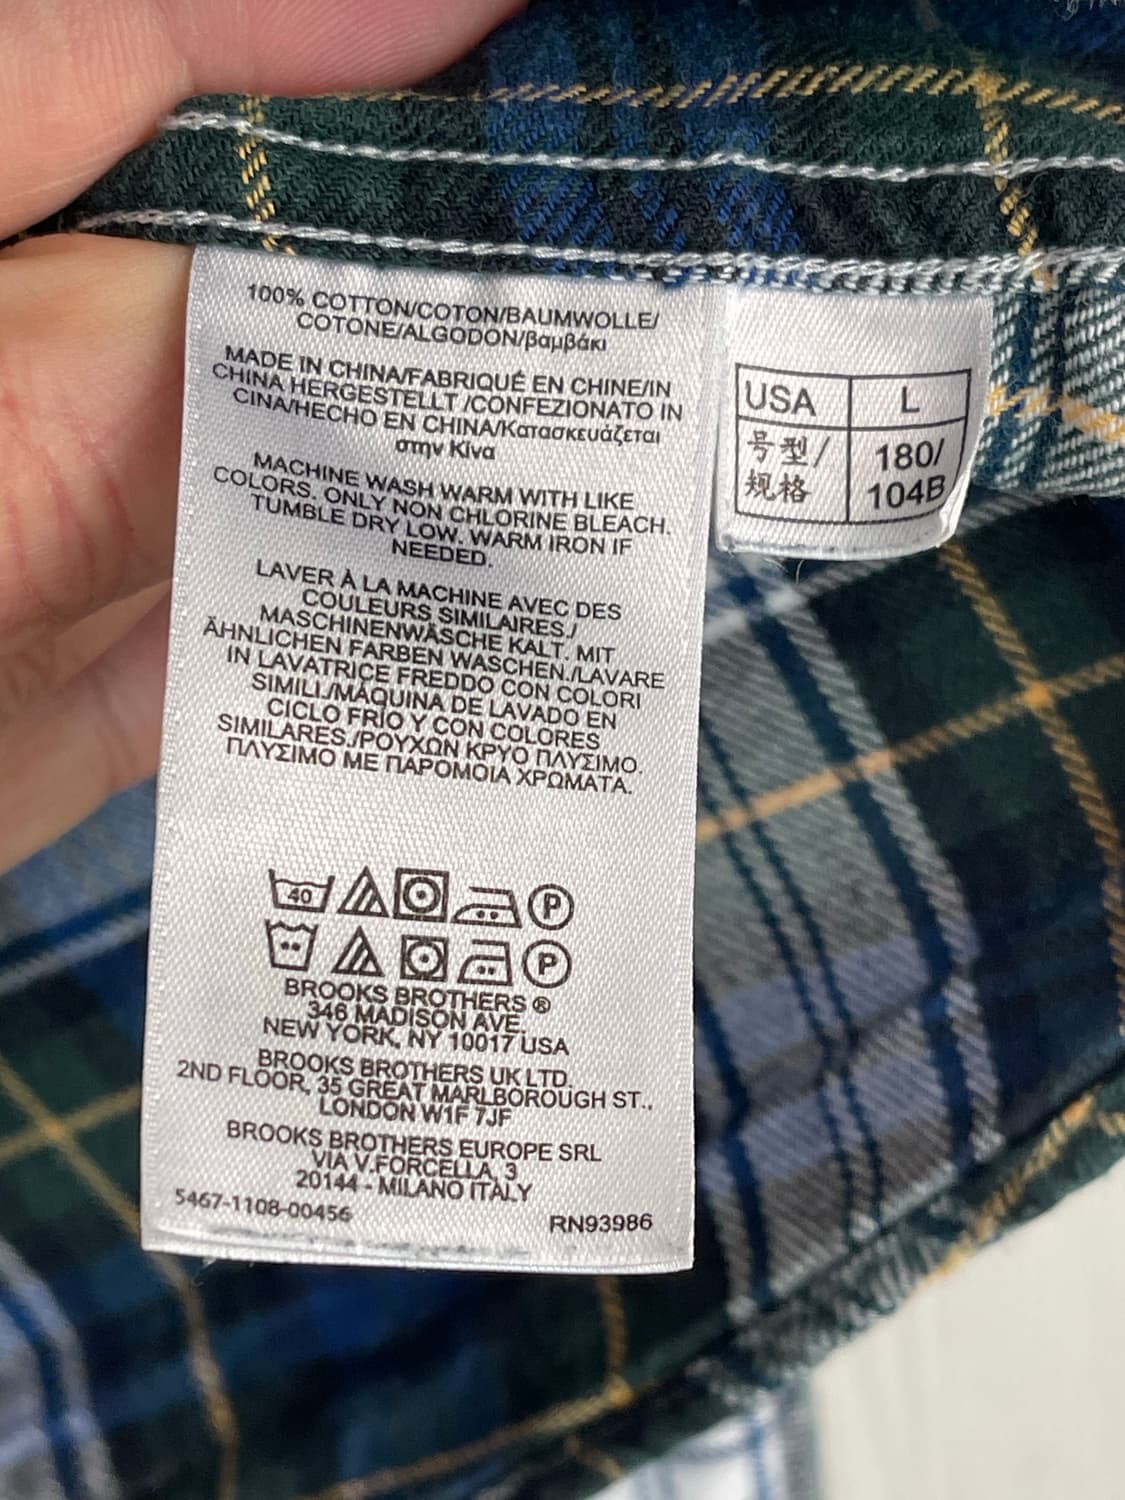 100% COTTON/COTON/BAUMWOLLE/
COTONE/ALGODON/βαμβάκι
MADE IN CHINA/FABRIQUÉ EN CHINE/IN
CHINA HERGESTELLT /CONFEZIONATO IN
CINA/HECHO EN CHINA/Κατασκευάζεται
στην Κίνα
MACHINE WASH WARM WITH LIKE
COLORS. ONLY NON CHLORINE BLEACH.
TUMBLE DRY LOW. WARM IRON IF
NEEDED.
LAVER À LA MACHINE AVEC DES
COULEURS SIMILAIRES./
MASCHINENWÄSCHE KALT. MIT
ÄHNLICHEN FARBEN WASCHEN./LAVARE
IN LAVATRICE FREDDO CON COLORI
SIMILI./MÁQUINA DE LAVADO EN
CICLO FRÍO Y CON COLORES
SIMILARES./ΡΟΥΧΩΝ ΚΡΥΟ ΠΛΥΣΙΜΟ.
ΠΛΥΣΙΜΟ ΜΕ ΠΑΡΟΜΟΙΑ ΧΡΩΜΑΤΑ.
40 P
P
BROOKS BROTHERS ®
346 MADISON AVE.
NEW YORK, NY 10017 USA
BROOKS BROTHERS UK LTD.
2ND FLOOR, 35 GREAT MARLBOROUGH ST.,
LONDON W1F 7JF
BROOKS BROTHERS EUROPE SRL
VIA V.FORCELLA, 3
20144 - MILANO ITALY
5467-1108-00456 RN93986
USA L
号型/ 180/
规格 104B